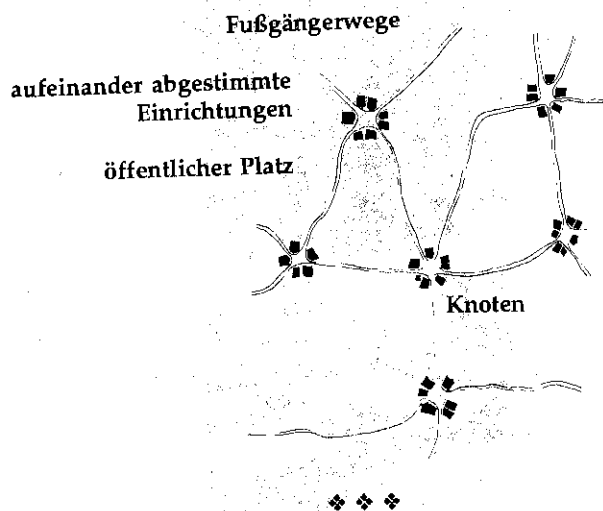 Fußgängerwege
aufeinander abgestimmte
Einrichtungen
öffentlicher Platz
Knoten